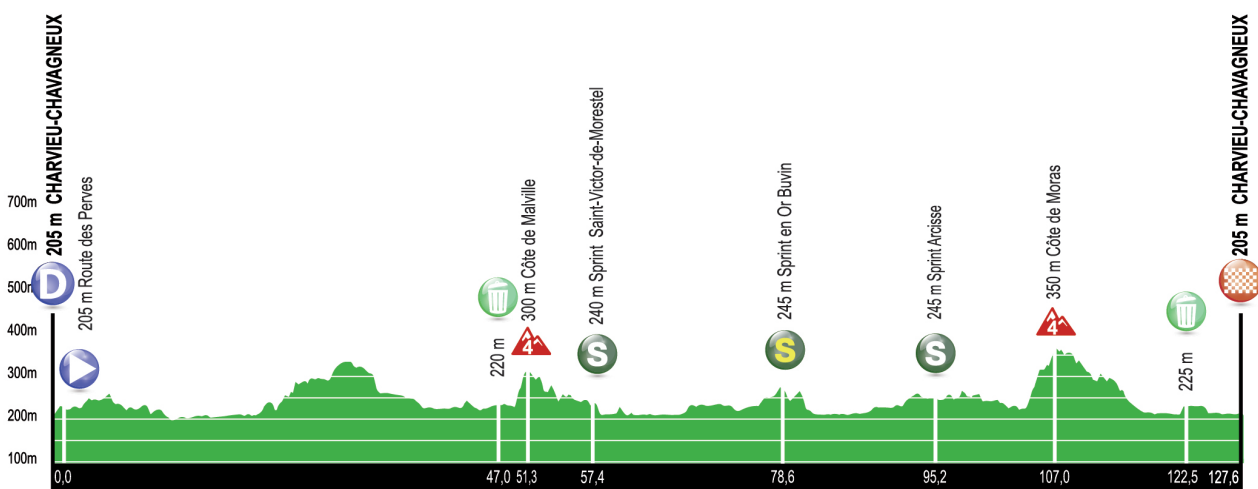 205 m CHARVIEU-CHAVAGNEUX
205 m Route des Perves
220 m
300 m Côte de Malville
240 m Sprint Saint-Victor-de-Morestel
245 m Sprint en Or Buvin
245 m Sprint Arcisse
350 m Côte de Moras
225 m
205 m CHARVIEU-CHAVAGNEUX
700m
600m
500m
400m
300m
200m
100m
D
4
S
S
S
4
0,0
47,0
51,3
57,4
78,6
95,2
107,0
122,5
127,6